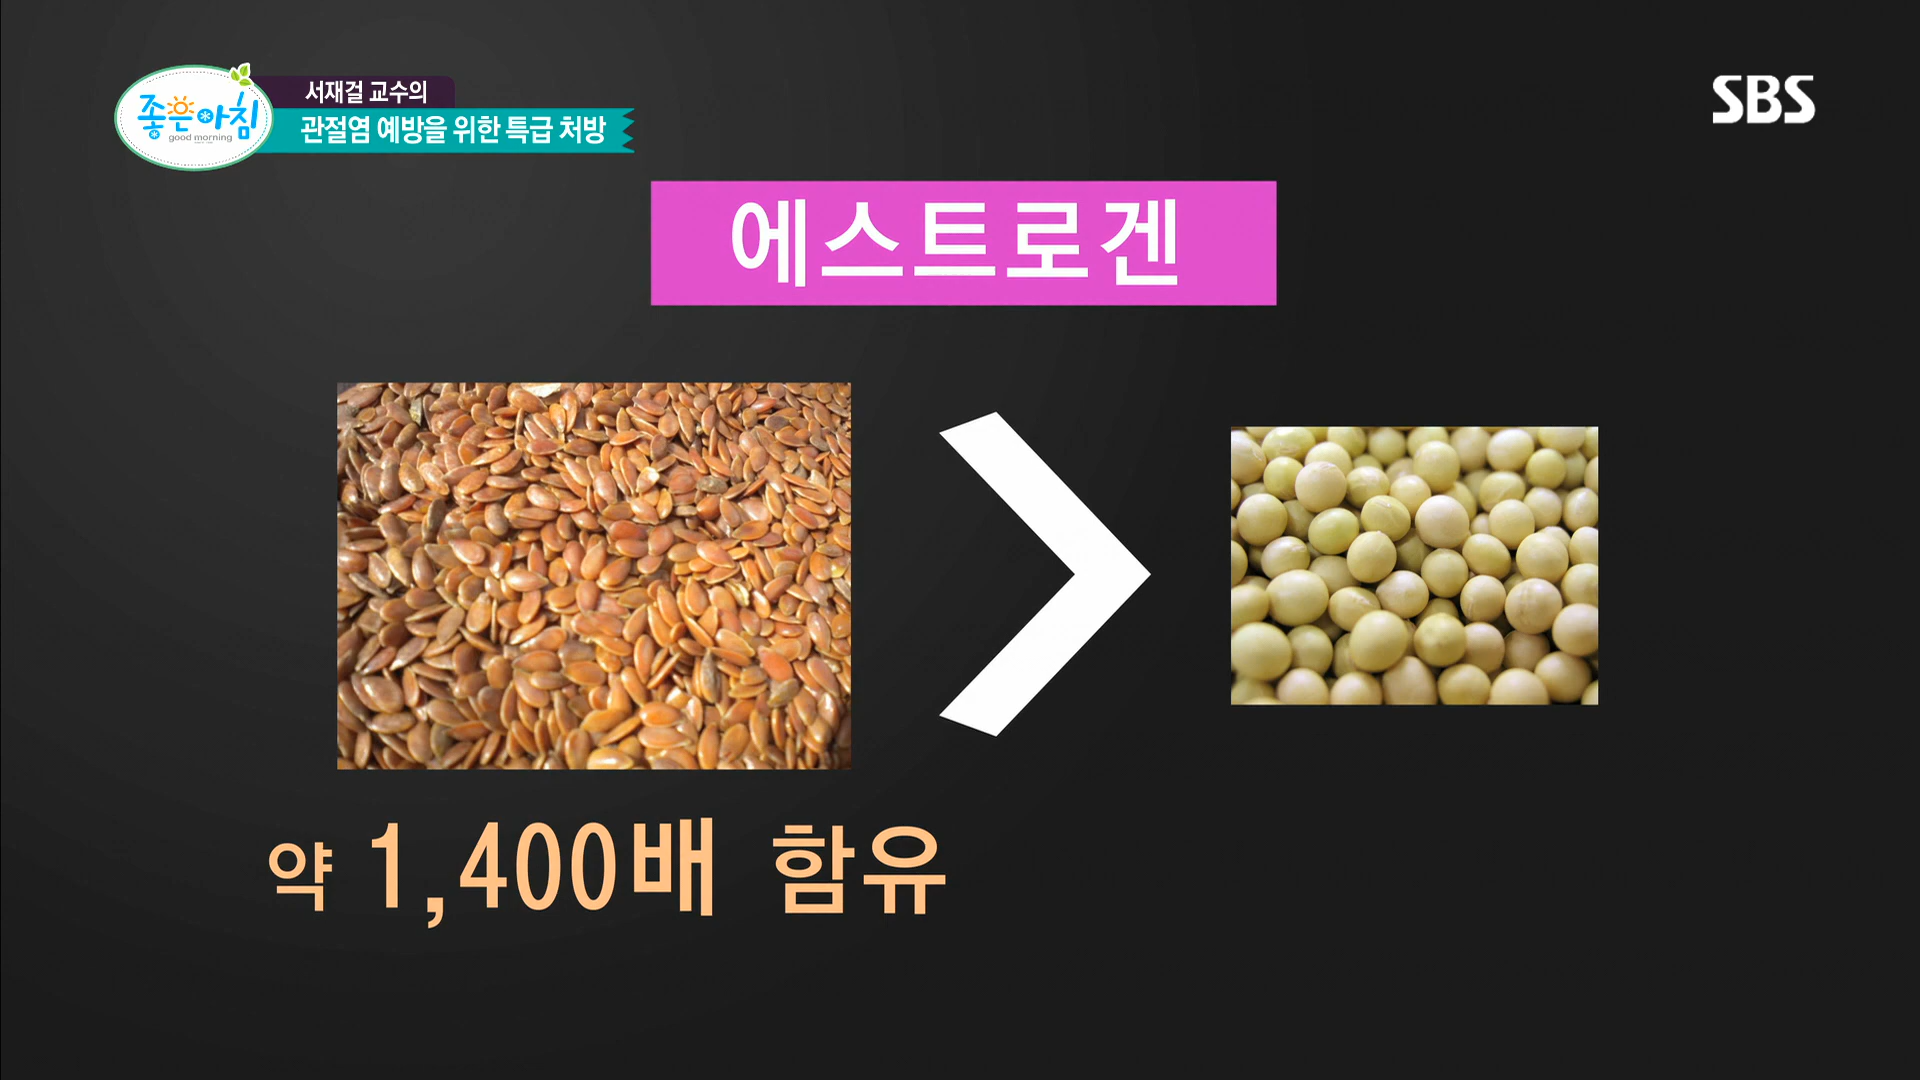 좋은아침
good morning
서재걸 교수의
관절염 예방을 위한 특급 처방
SBS
에스트로겐
약 1,400배 함유